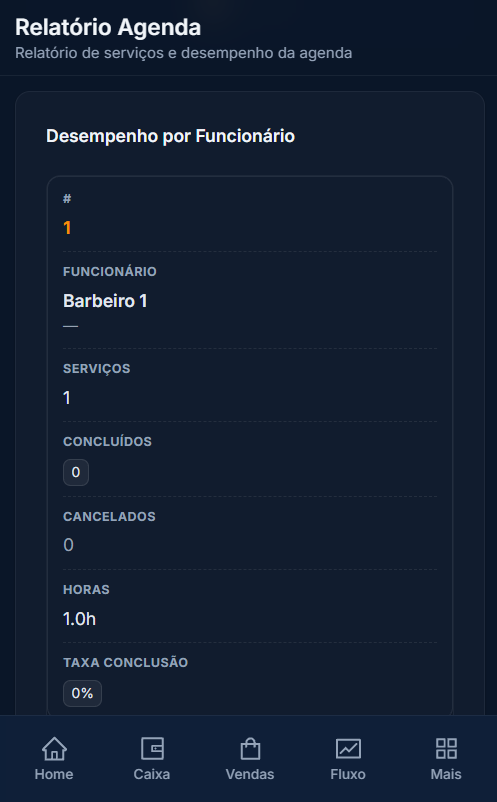 Relatório Agenda
Relatório de serviços e desempenho da agenda
Desempenho por Funcionário
#
1
FUNCIONÁRIO
Barbeiro 1
—
SERVIÇOS
1
CONCLUÍDOS
0
CANCELADOS
0
HORAS
1.0h
TAXA CONCLUSÃO
0%
Home
Caixa
Vendas
Fluxo
Mais